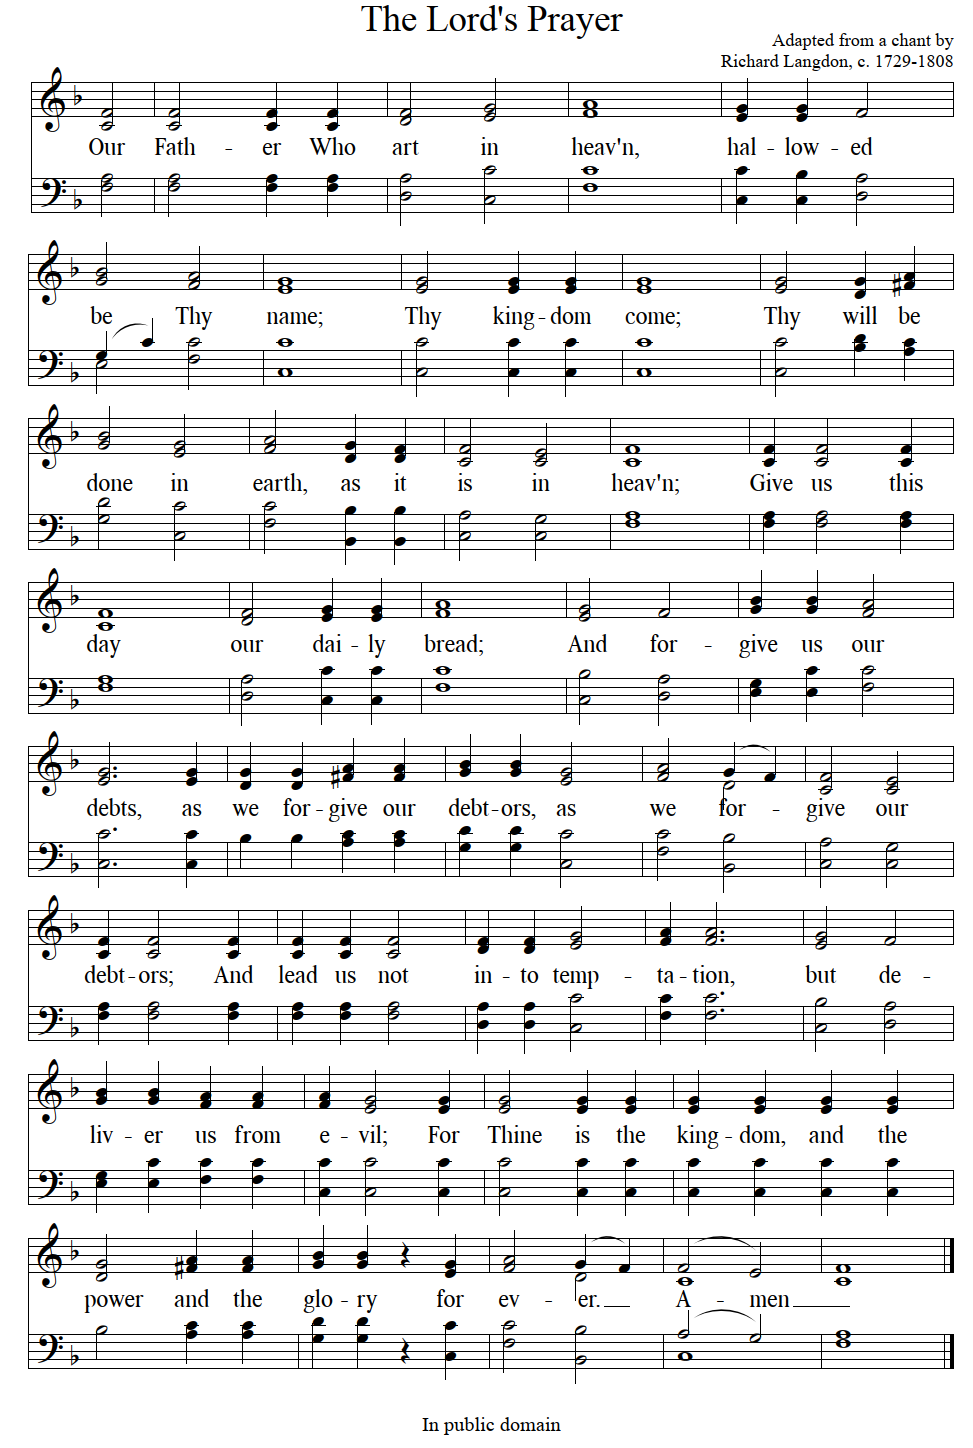 The Lord's Prayer
Adapted from a chant by
Richard Langdon, c. 1729-1808
Our Fath - er Who art in heav'n, hal - low - ed
be Thy name; Thy king - dom come; Thy will be
done in earth, as it is in heav'n; Give us this
day our dai - ly bread; And for - give us our
debts, as we for - give our debt - ors, as we for - give our
debt - ors; And lead us not in - to temp - ta - tion, but de -
liv - er us from e - vil; For Thine is the king - dom, and the
power and the glo - ry for ev - er. A - men
In public domain